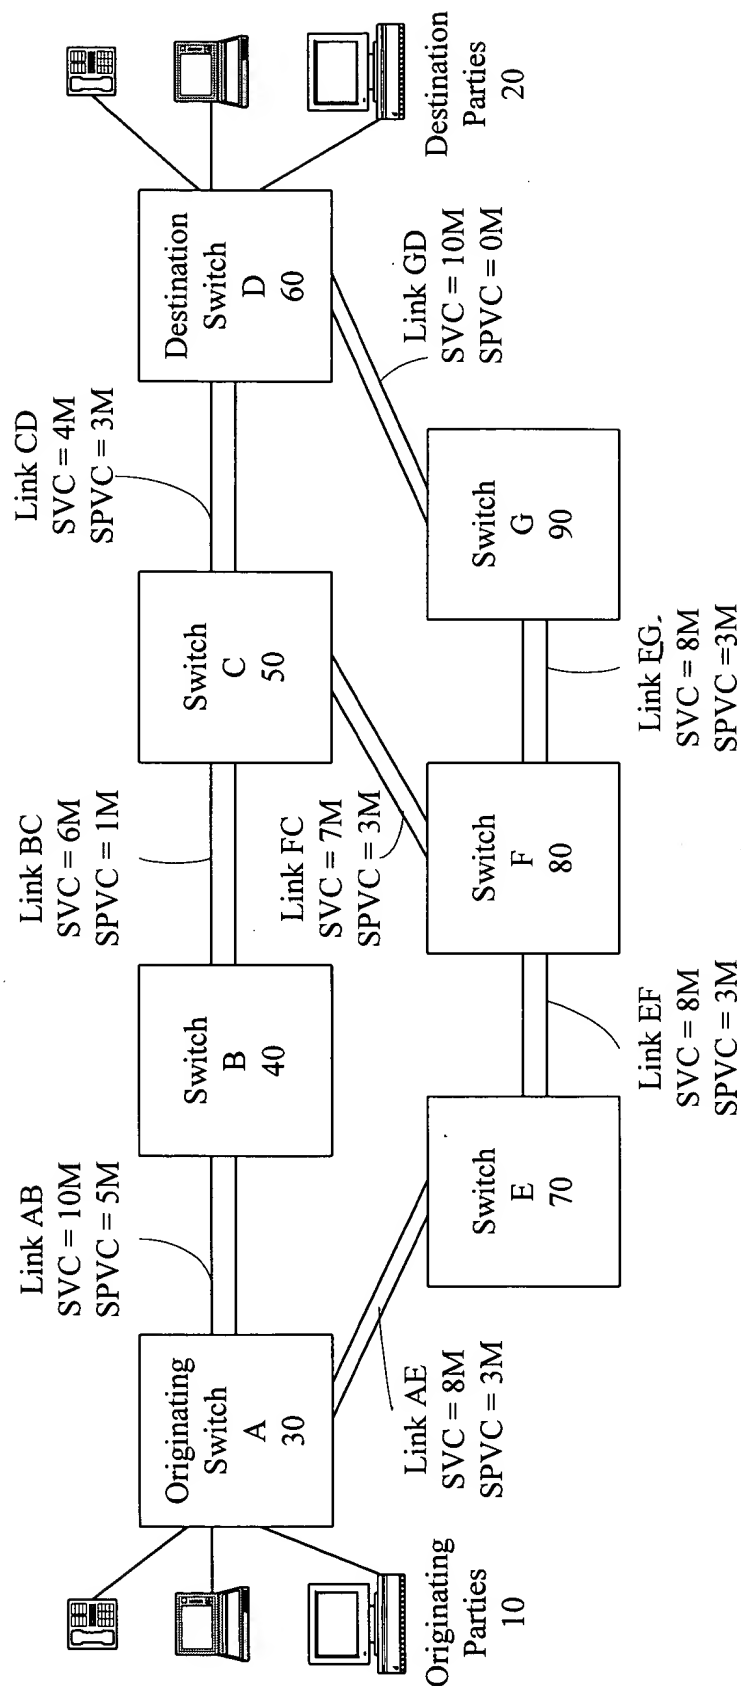 Originating
Parties
10
Originating
Switch
A
30
Link AB
SVC = 10M
SPVC = 5M
Switch
B
40
Link BC
SVC = 6M
SPVC = 1M
Switch
C
50
Link CD
SVC = 4M
SPVC = 3M
Destination
Switch
D
60
Destination
Parties
20
Link AE
SVC = 8M
SPVC = 3M
Switch
E
70
Link EF
SVC = 8M
SPVC = 3M
Link FC
SVC = 7M
SPVC = 3M
Switch
F
80
Link FG
SVC = 8M
SPVC =3M
Switch
G
90
Link GD
SVC = 10M
SPVC = 0M